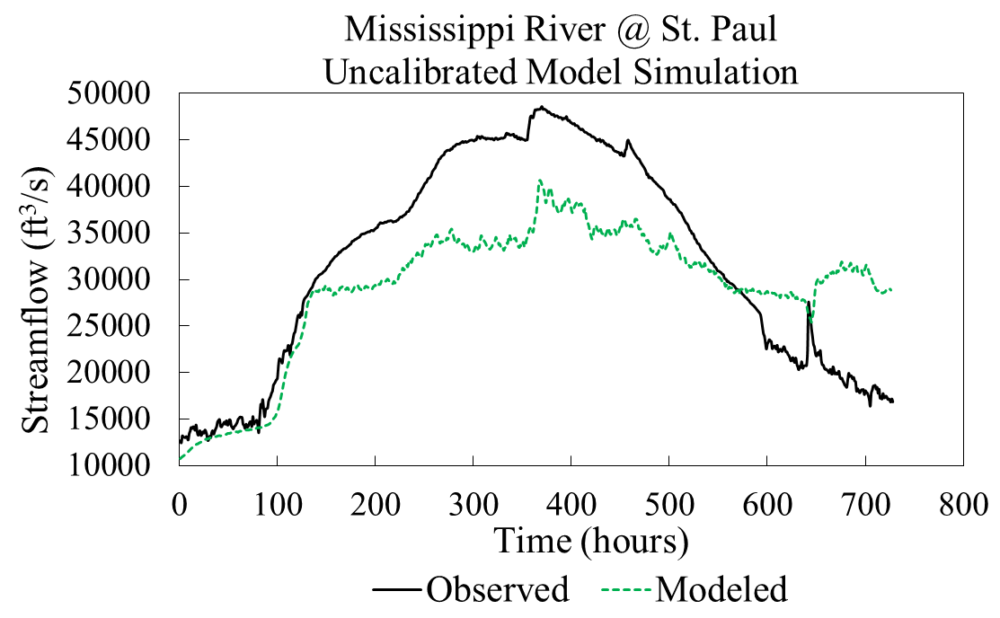 Mississippi River @ St. Paul
Uncalibrated Model Simulation
50000
45000
40000
35000
30000
25000
20000
15000
10000
Streamflow (ft³/s)
0 100 200 300 400 500 600 700 800
Time (hours)
Observed Modeled